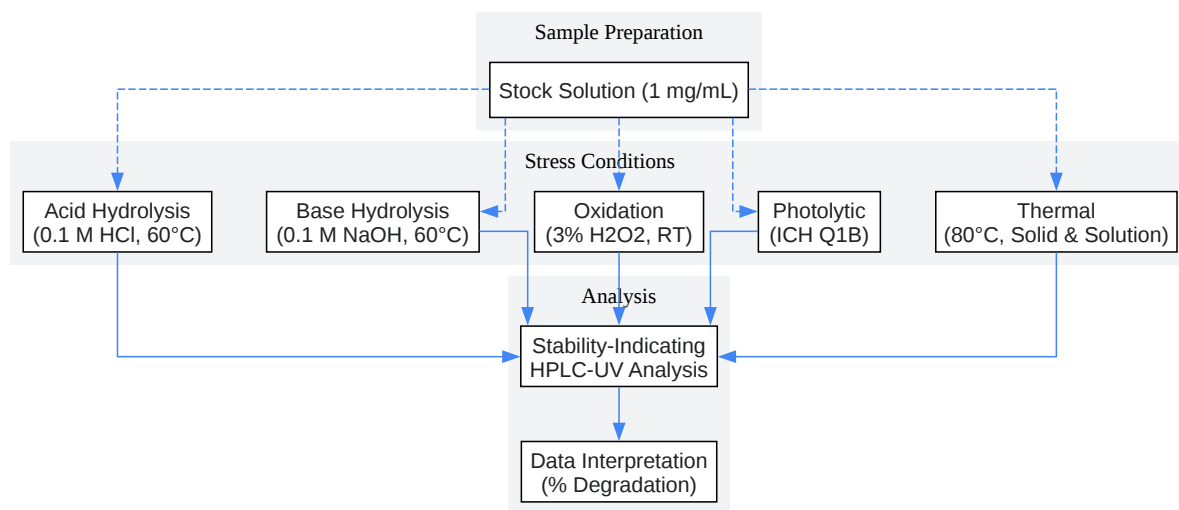 Sample Preparation
Stock Solution (1 mg/mL)
Stress Conditions
Acid Hydrolysis
(0.1 M HCl, 60°C)
Base Hydrolysis
(0.1 M NaOH, 60°C)
Oxidation
(3% H2O2, RT)
Photolytic
(ICH Q1B)
Thermal
(80°C, Solid & Solution)
Analysis
Stability-Indicating
HPLC-UV Analysis
Data Interpretation
(% Degradation)